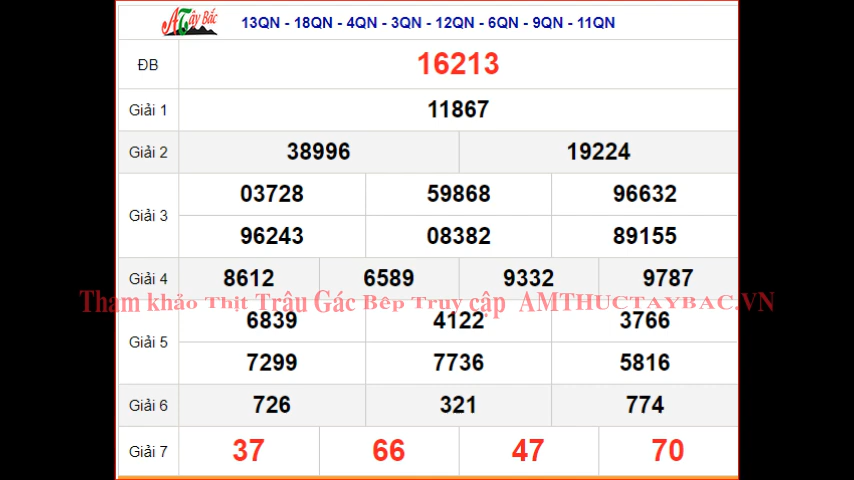 ATây Bắc
13QN - 18QN - 4QN - 3QN - 12QN - 6QN - 9QN - 11QN
ĐB 16213
Giải 1 11867
Giải 2 38996 19224
Giải 3 03728 59868 96632
96243 08382 89155
Giải 4 8612 6589 9332 9787
Tham khảo Thịt Trâu Gác Bếp Truy cập AMTHUCTAYBAC.VN
Giải 5 6839 4122 3766
7299 7736 5816
Giải 6 726 321 774
Giải 7 37 66 47 70